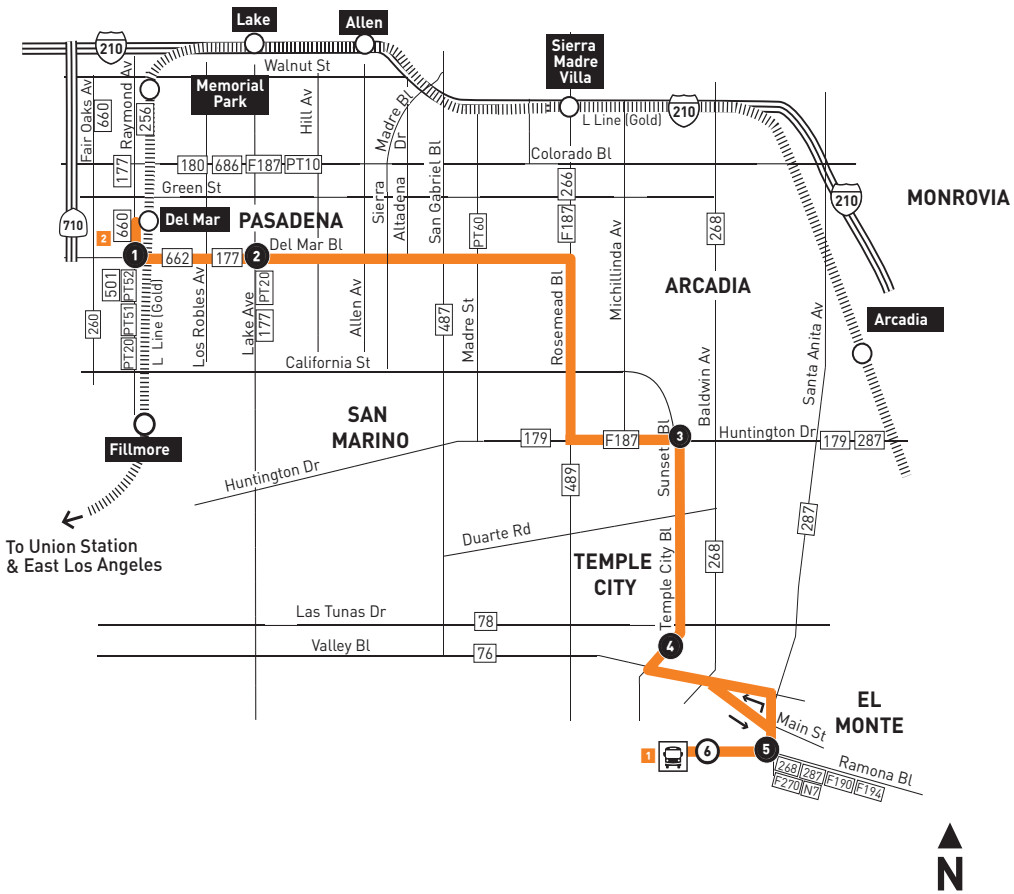 Lake
Allen
Sierra
Madre
Villa
210
Walnut St
Memorial
Park
L Line (Gold)
210
Fair Oaks Av
660
Raymond Av
256
177
Hill Av
Sierra
Madre Bl
Altadena
Dr
San Gabriel Bl
Colorado Bl
180
686
F187
PT10
266
Green St
710
660
Del Mar
PASADENA
F187
MONROVIA
210
2
1
662
177
2
Del Mar Bl
PT60
268
ARCADIA
Arcadia
501
PT52
260
PT51
PT20
L Line (Gold)
Los Robles Av
Lake Ave
PT20
177
Allen Av
487
Madre St
Rosemead Bl
Michillinda Av
Baldwin Av
Santa Anita Av
California St
SAN
MARINO
Fillmore
179
F187
3
Huntington Dr
179
287
Huntington Dr
Sunset Bl
489
287
To Union Station
& East Los Angeles
Duarte Rd
TEMPLE
CITY
Temple City Bl
268
Las Tunas Dr
78
Valley Bl
76
4
EL
MONTE
Main St
1
6
5
Ramona Bl
268
287
F190
F194
F270
N7
N